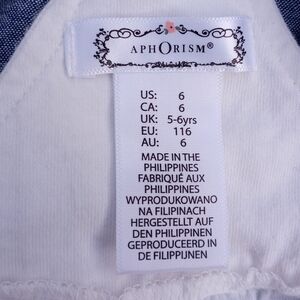 APHORISM®
US: 6
CA: 6
UK: 5-6yrs
EU: 116
AU: 6
MADE IN THE
PHILIPPINES
FABRIQUÉ AUX
PHILIPPINES
WYPRODUKOWANO
NA FILIPINACH
HERGESTELLT AUF
DEN PHILIPPINEN
GEPRODUCEERD IN
DE FILIPPIJNEN